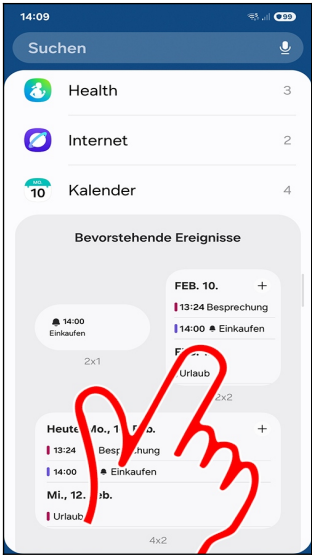 14:09
99
Suchen
Health 3
Internet 2
MO
10
Kalender 4
Bevorstehende Ereignisse
14:00
Einkaufen
2x1
FEB. 10. +
13:24 Besprechung
14:00 Einkaufen
Urlaub
2x2
Heute, Mo., +
13:24
14:00 Einkaufen
Mi., 12.
Urlaub
4x2